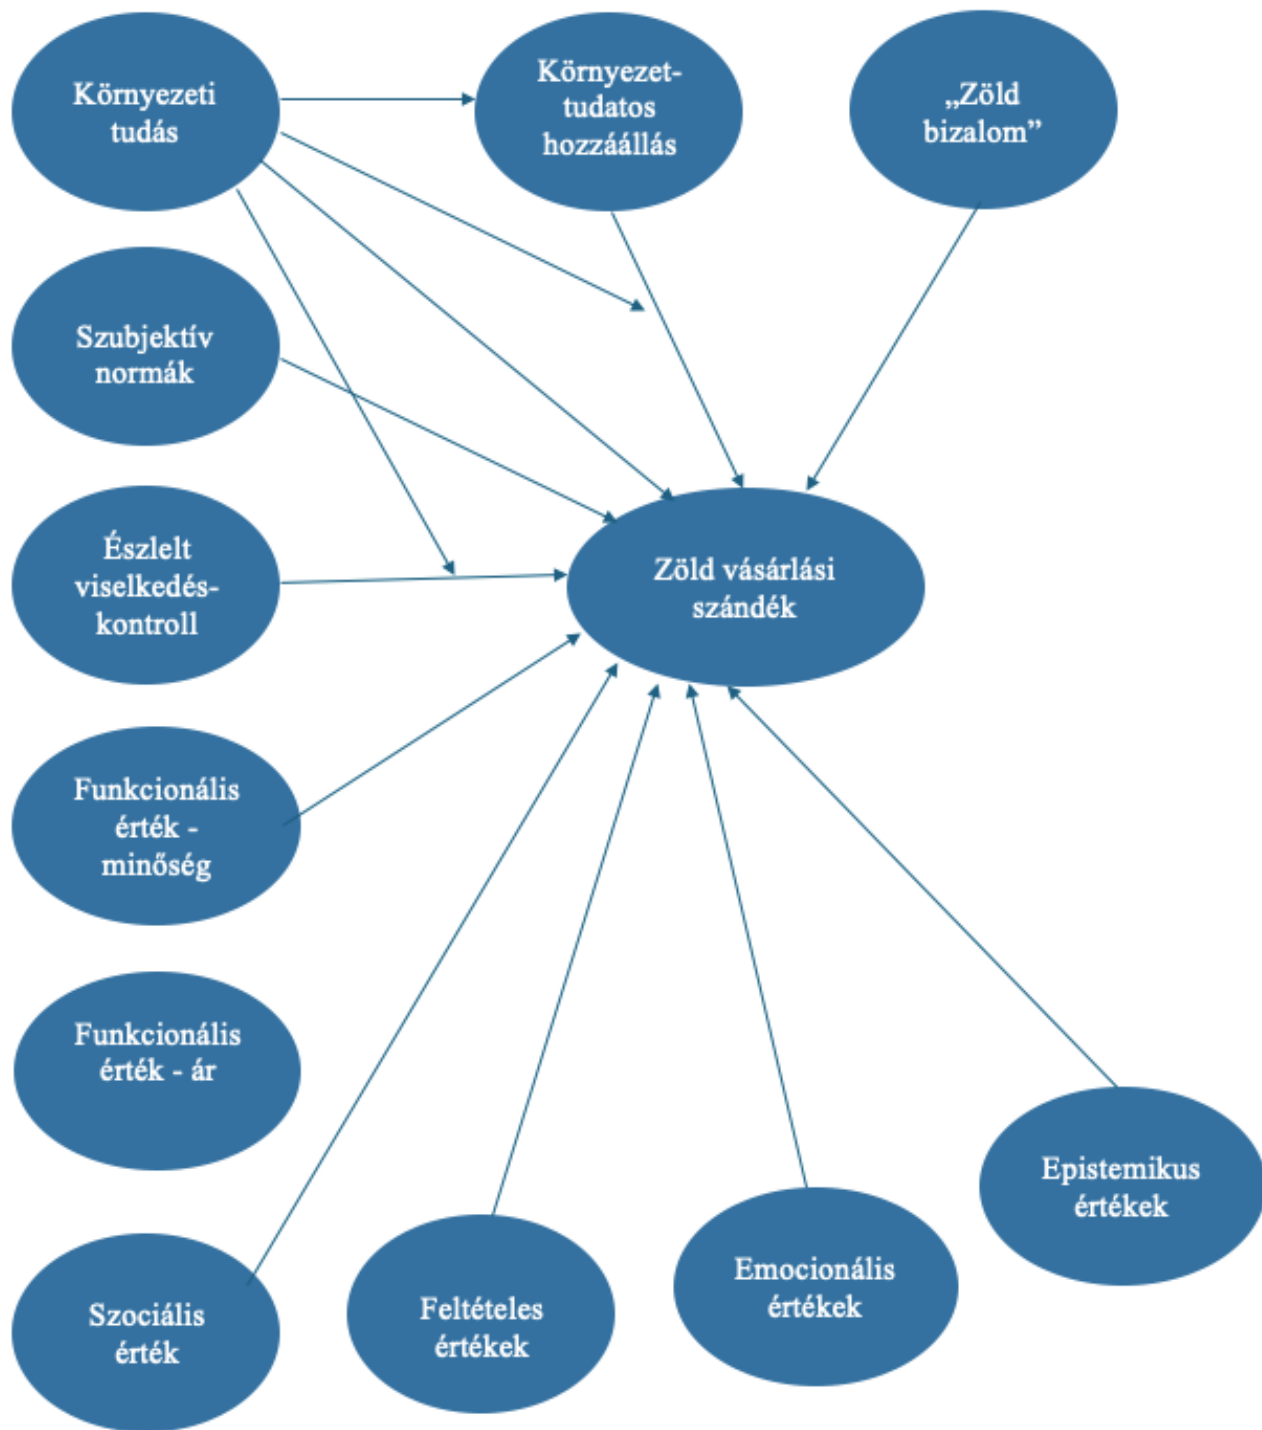 Környezeti
tudás
Környezet-
tudatos
hozzáállás
„Zöld
bizalom”
Szubjektív
normák
Észlelt
viselkedés-
kontroll
Zöld vásárlási
szándék
Funkcionális
érték -
minőség
Funkcionális
érték - ár
Epistemikus
értékek
Emocionális
értékek
Feltételes
értékek
Szociális
érték